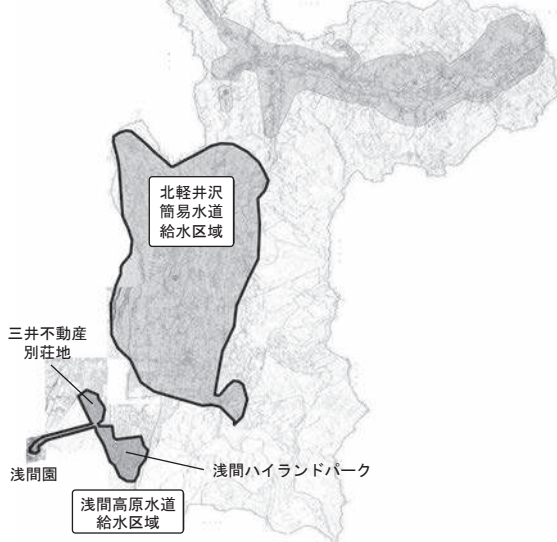 北軽井沢
簡易水道
給水区域
三井不動産
別荘地
浅間園
浅間ハイランドパーク
浅間高原水道
給水区域